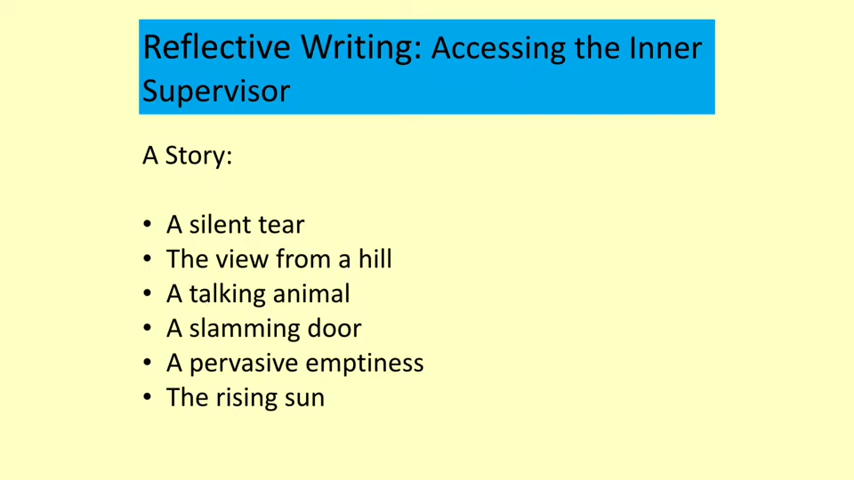 Reflective Writing: Accessing the Inner
Supervisor
A Story:
• A silent tear
• The view from a hill
• A talking animal
• A slamming door
• A pervasive emptiness
• The rising sun